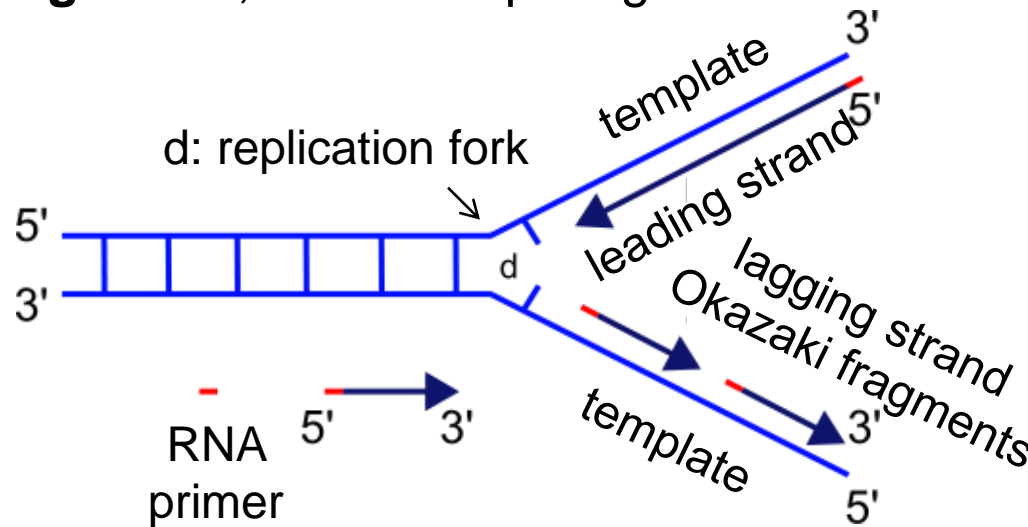 3'
template
5'
d: replication fork
leading strand
5'
d
lagging strand
Okazaki fragments
3'
template
5' 3'
3'
RNA
primer
5'